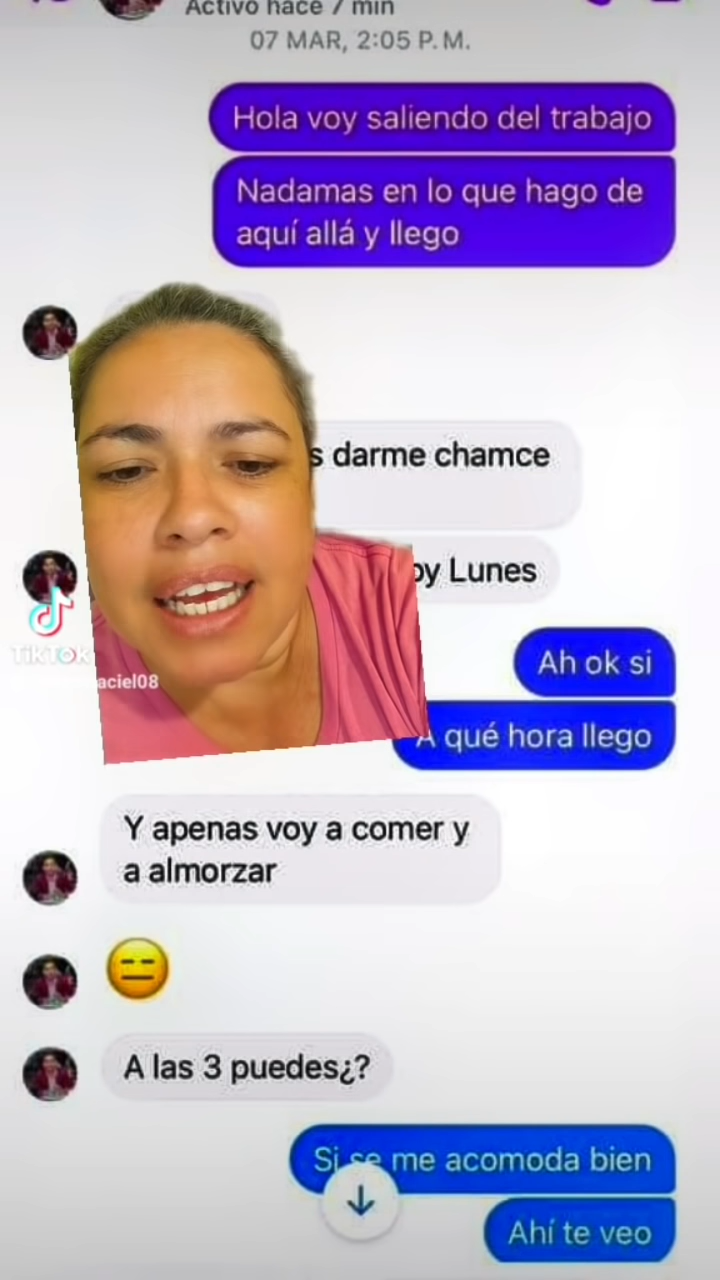 Activo hace 7 min
07 MAR, 2:05 P. M.
Hola voy saliendo del trabajo
Nadamas en lo que hago de
aquí allá y llego
s darme chamce
oy Lunes
TikTok
aciel08
Ah ok si
A qué hora llego
Y apenas voy a comer y
a almorzar
A las 3 puedes¿?
Si se me acomoda bien
Ahí te veo